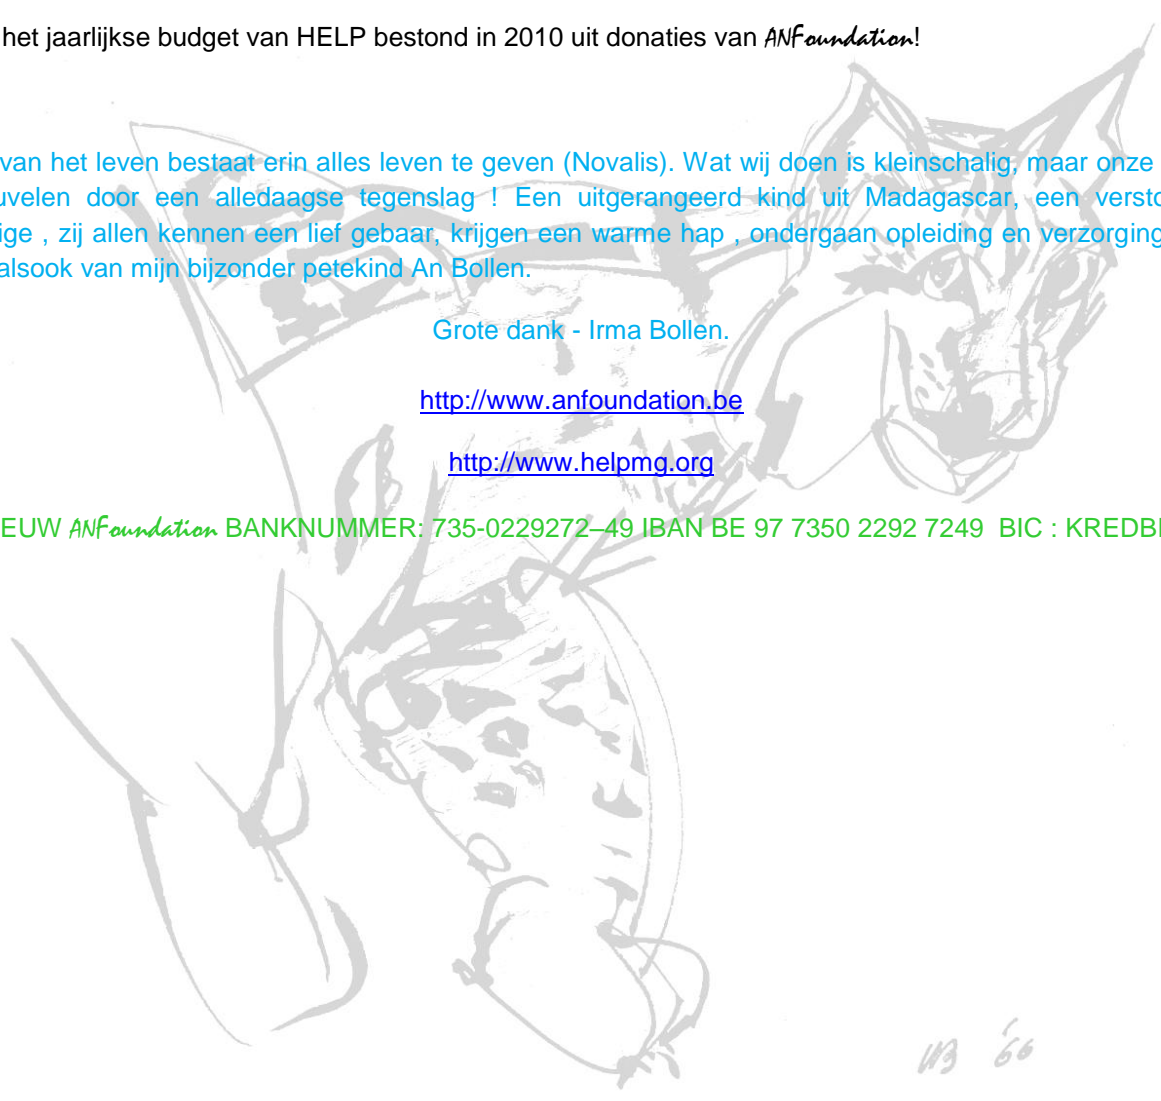 het jaarlijkse budget van HELP bestond in 2010 uit donaties van ANFoundation!
van het leven bestaat erin alles leven te geven (Novalis). Wat wij doen is kleinschalig, maar onze
uvelen door een alledaagse tegenslag ! Een uitgerangeerd kind uit Madagascar, een versto
ige , zij allen kennen een lief gebaar, krijgen een warme hap , ondergaan opleiding en verzorging
alsook van mijn bijzonder petekind An Bollen.
Grote dank - Irma Bollen.
http://www.anfoundation.be
http://www.helpmg.org
EUW ANFoundation BANKNUMMER: 735-0229272–49 IBAN BE 97 7350 2292 7249 BIC : KREDB
66